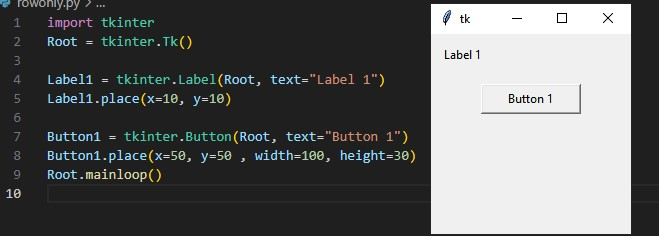 rowonly.py > ...
1 import tkinter
2 Root = tkinter.Tk()
3
4 Label1 = tkinter.Label(Root, text="Label 1")
5 Label1.place(x=10, y=10)
6
7 Button1 = tkinter.Button(Root, text="Button 1")
8 Button1.place(x=50, y=50 , width=100, height=30)
9 Root.mainloop()
10
tk
Label 1
Button 1